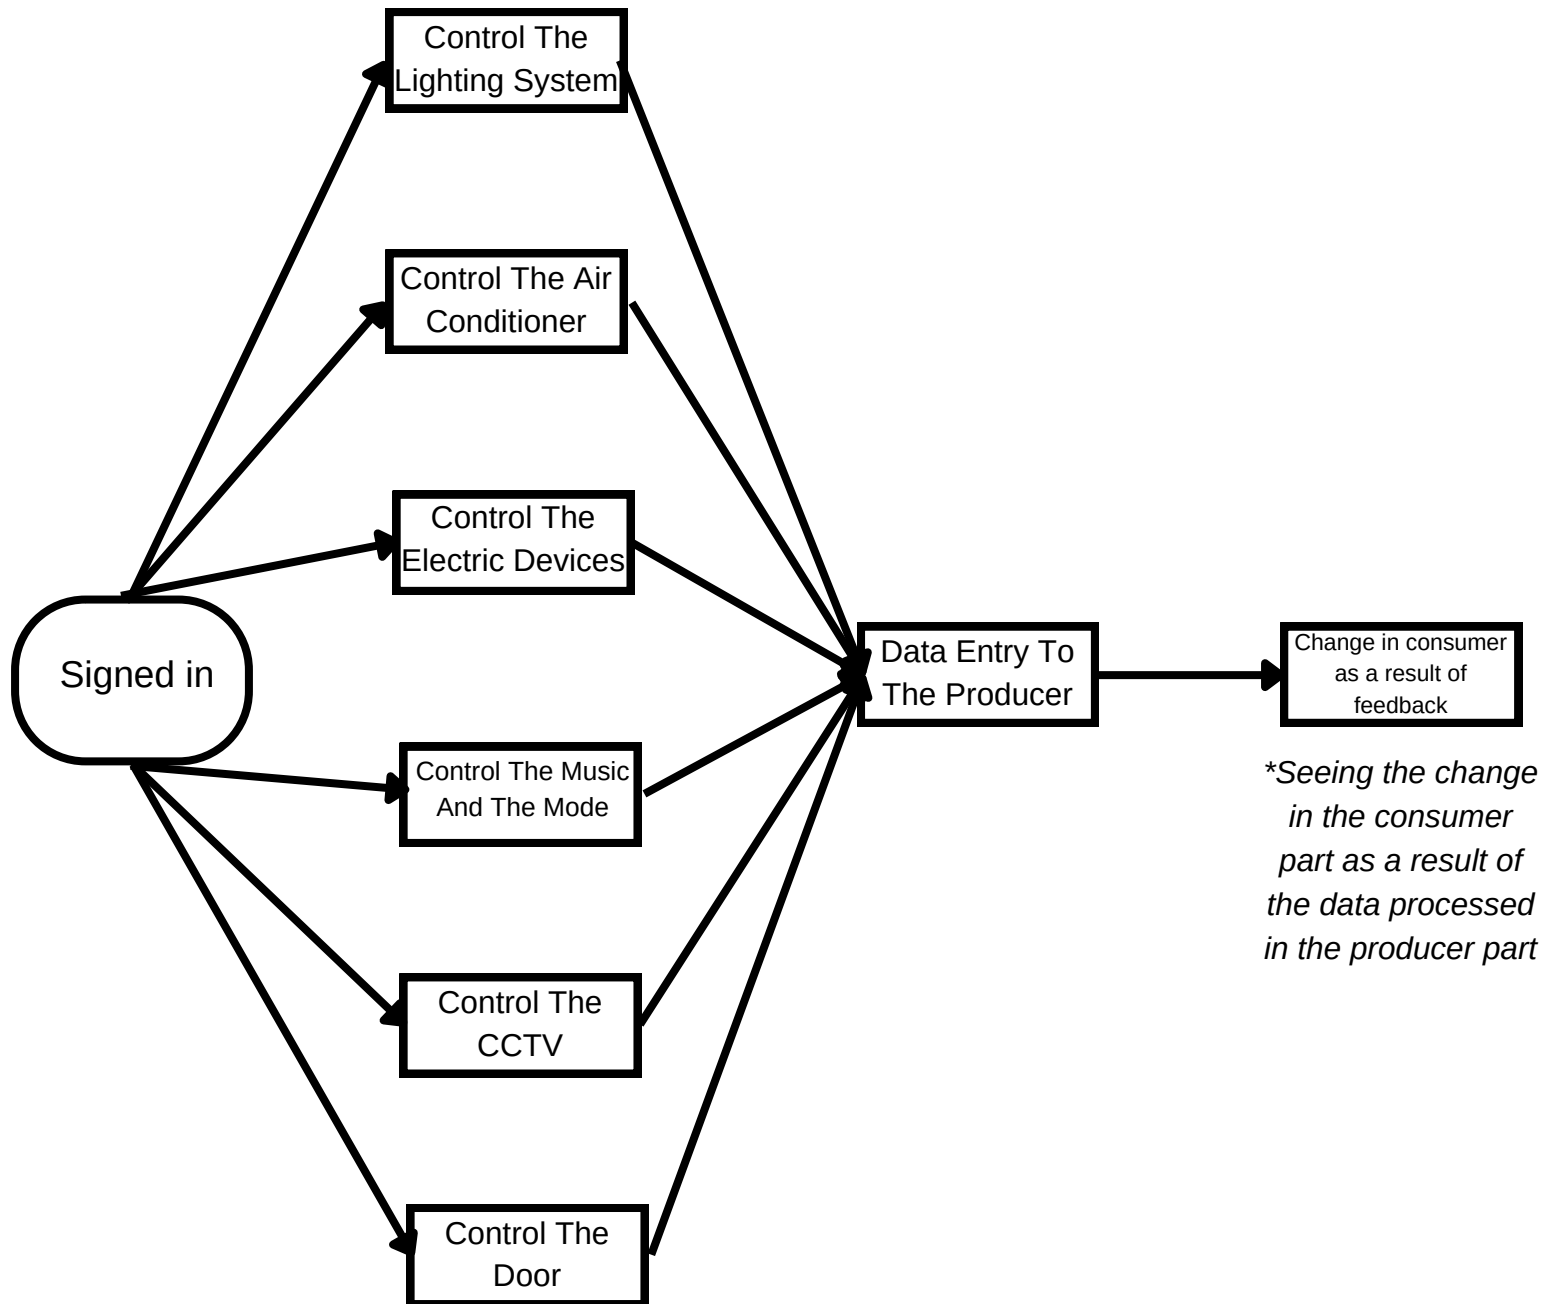 Control The
Lighting System
Control The Air
Conditioner
Control The
Electric Devices
Signed in
Data Entry To
The Producer
Change in consumer
as a result of
feedback
Control The Music
And The Mode
*Seeing the change
in the consumer
part as a result of
the data processed
in the producer part
Control The
CCTV
Control The
Door